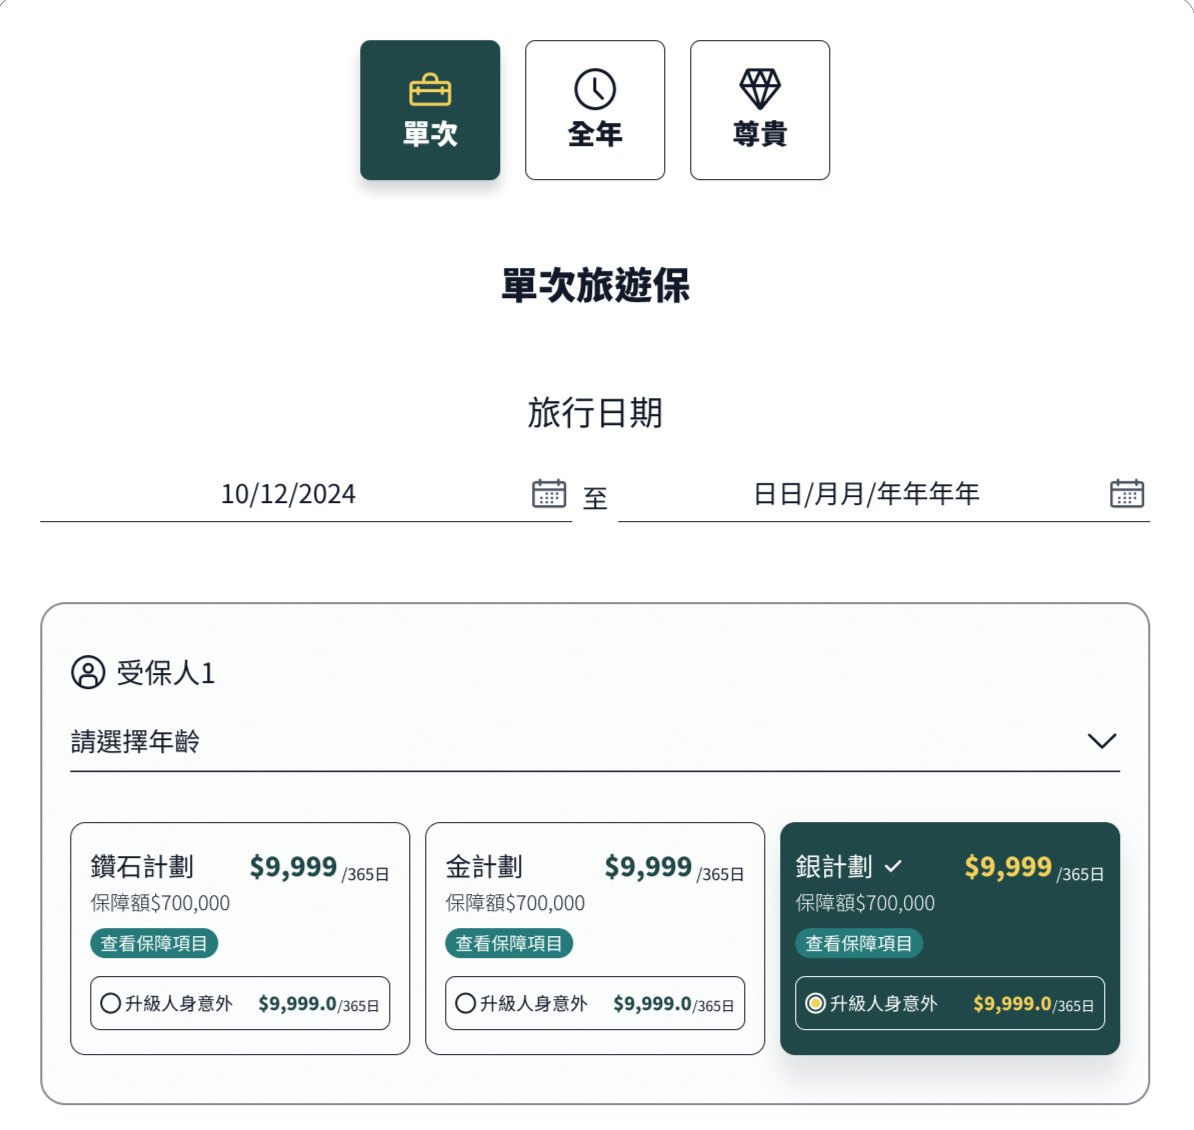 單次
全年
尊貴
單次旅遊保
旅行日期
10/12/2024
至
日日/月月/年年年年
受保人1
請選擇年齡
鑽石計劃 $9,999 /365日
保障額$700,000
查看保障項目
升級人身意外 $9,999.0/365日
金計劃 $9,999 /365日
保障額$700,000
查看保障項目
升級人身意外 $9,999.0/365日
銀計劃 $9,999 /365日
保障額$700,000
查看保障項目
升級人身意外 $9,999.0/365日